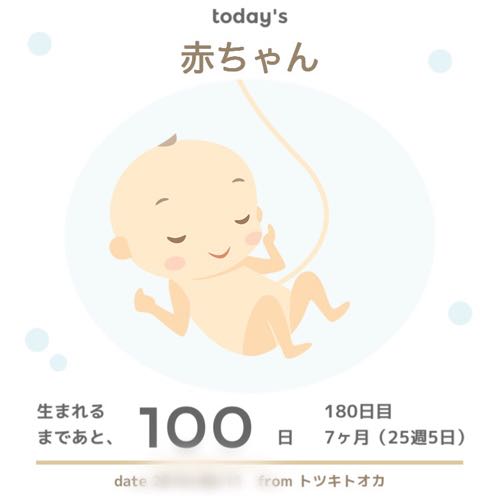 today's
赤ちゃん
生まれる
まであと、 100 日
180日目
7ヶ月（25週5日）
date from トツキトオカ